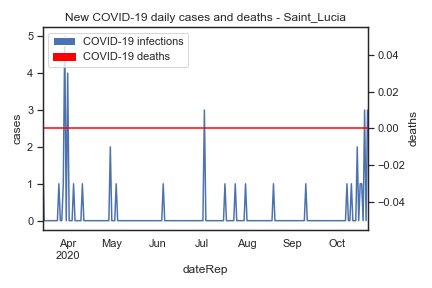 New COVID-19 daily cases and deaths - Saint_Lucia
COVID-19 infections
COVID-19 deaths
5
4
3
2
1
0
cases
0.04
0.02
0.00
−0.02
−0.04
deaths
Apr May Jun Jul Aug Sep Oct
2020
dateRep